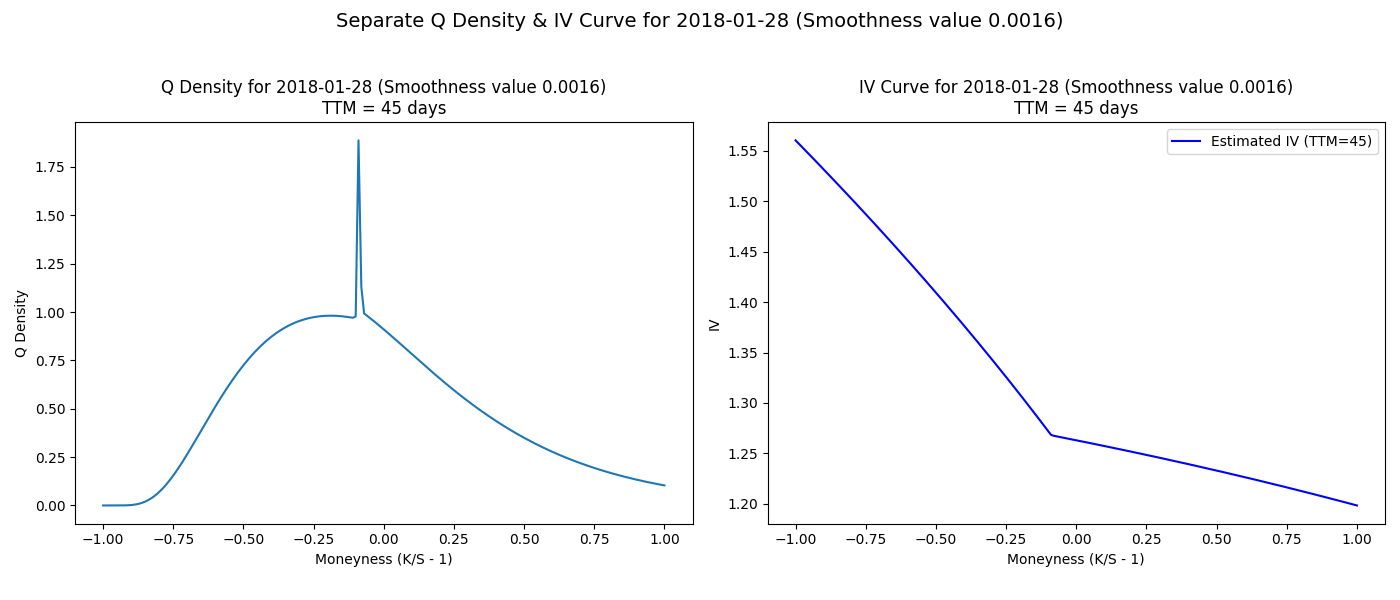 Separate Q Density & IV Curve for 2018-01-28 (Smoothness value 0.0016)
Q Density for 2018-01-28 (Smoothness value 0.0016)
TTM = 45 days
1.75
1.50
1.25
1.00
0.75
0.50
0.25
0.00
Q Density
−1.00 −0.75 −0.50 −0.25 0.00 0.25 0.50 0.75 1.00
Moneyness (K/S - 1)
IV Curve for 2018-01-28 (Smoothness value 0.0016)
TTM = 45 days
Estimated IV (TTM=45)
1.55
1.50
1.45
1.40
1.35
1.30
1.25
1.20
IV
−1.00 −0.75 −0.50 −0.25 0.00 0.25 0.50 0.75 1.00
Moneyness (K/S - 1)